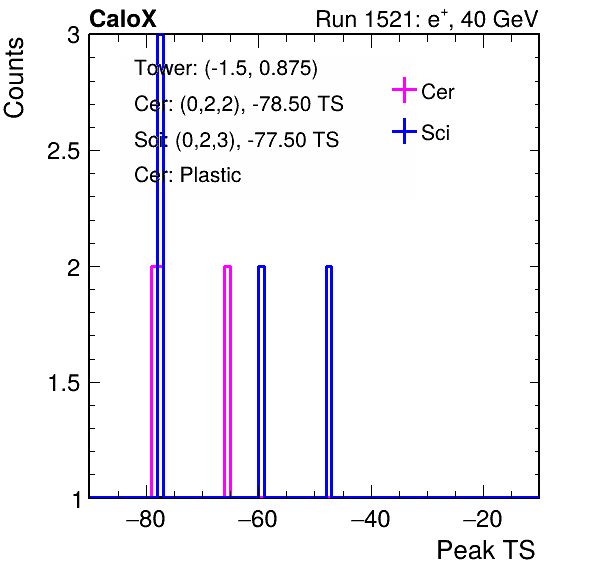 CaloX Run 1521: e⁺, 40 GeV
Counts
3
2.5
2
1.5
1
Tower: (-1.5, 0.875)
Cer: (0,2,2), -78.50 TS
Sci: (0,2,3), -77.50 TS
Cer: Plastic
Cer
Sci
−80 −60 −40 −20
Peak TS